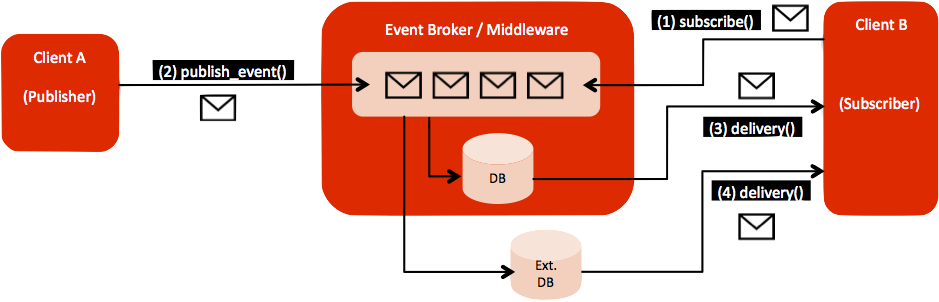 Event Broker / Middleware
(1) subscribe()
Client B
Client A
(2) publish_event()
(Publisher)
(Subscriber)
(3) delivery()
DB
(4) delivery()
Ext.
DB